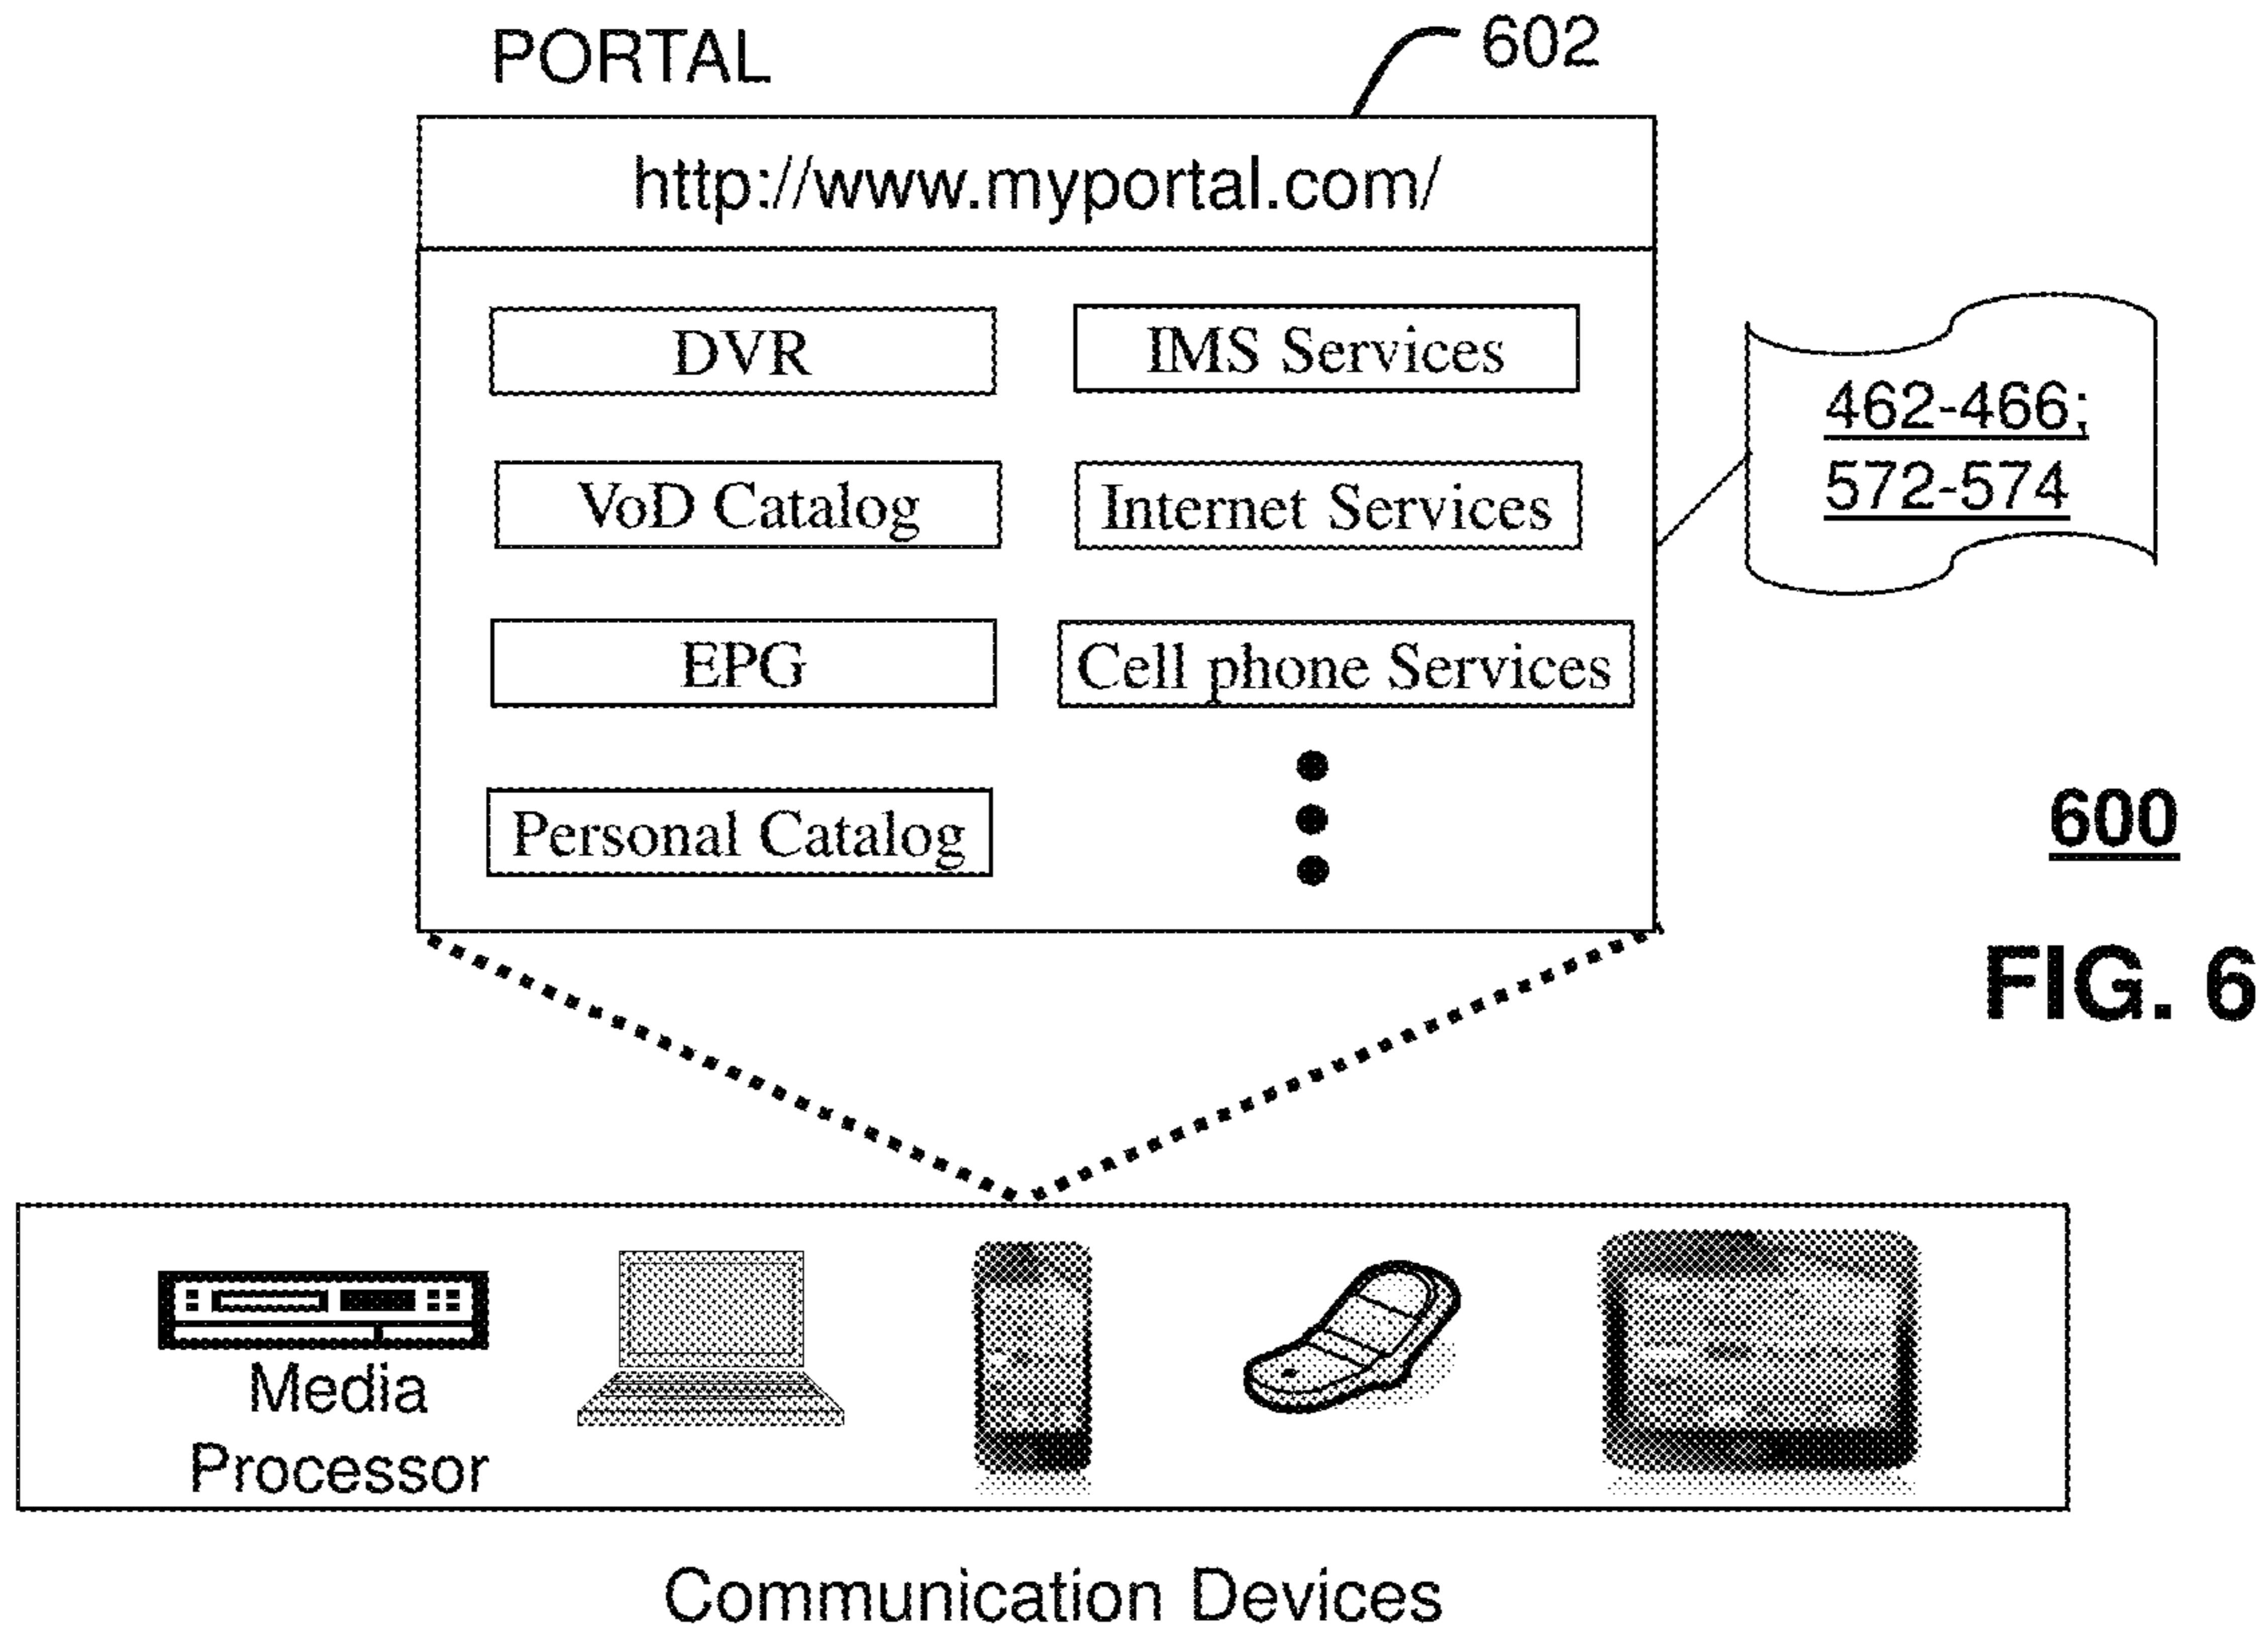 PORTAL
602
http://www.myportal.com/
DVR
IMS Services
VoD Catalog
Internet Services
EPG
Cell phone Services
Personal Catalog
462-466;
572-574
600
FIG. 6
Media
Processor
Communication Devices